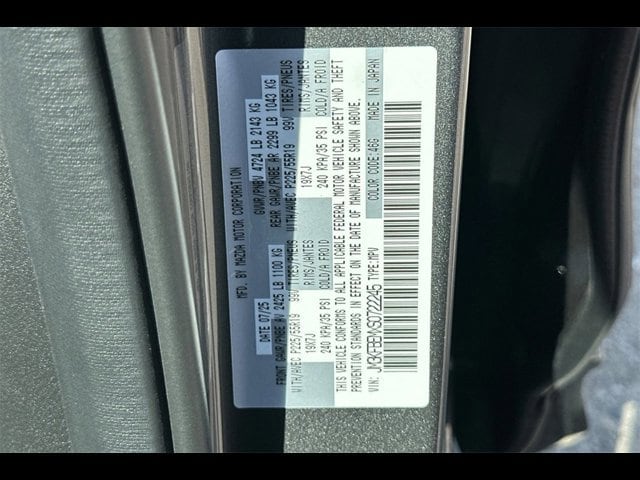 MFD. BY MAZDA MOTOR CORPORATION
DATE 07/25 GVWR/PNBV 4724 LB 2143 KG
FRONT GAWR/PNBE AV 2425 LB 1100 KG REAR GAWR/PNBE AR 2299 LB 1043 KG
WITH/AVEC P225/55R19 99V TIRES/PNEUS WITH/AVEC P225/55R19 99V TIRES/PNEUS
19X7J RIMS/JANTES 19X7J RIMS/JANTES
240 KPA/35 PSI COLD/A FROID 240 KPA/35 PSI COLD/A FROID
THIS VEHICLE CONFORMS TO ALL APPLICABLE FEDERAL MOTOR VEHICLE SAFETY AND THEFT
PREVENTION STANDARDS IN EFFECT ON THE DATE OF MANUFACTURE SHOWN ABOVE.
COLOR CODE:46G MADE IN JAPAN
VIN: TYPE:MPV